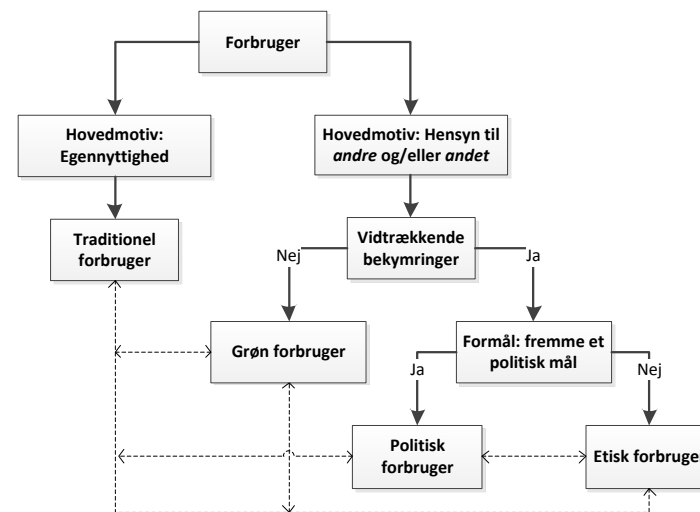 Forbruger
Hovedmotiv:
Egennyttighed
Hovedmotiv: Hensyn til
andre og/eller andet
Traditionel
forbruger
Vidtrækkende
bekymringer
Nej
Ja
Grøn forbruger
Formål: fremme et
politisk mål
Ja
Nej
Politisk
forbruger
Etisk forbruger